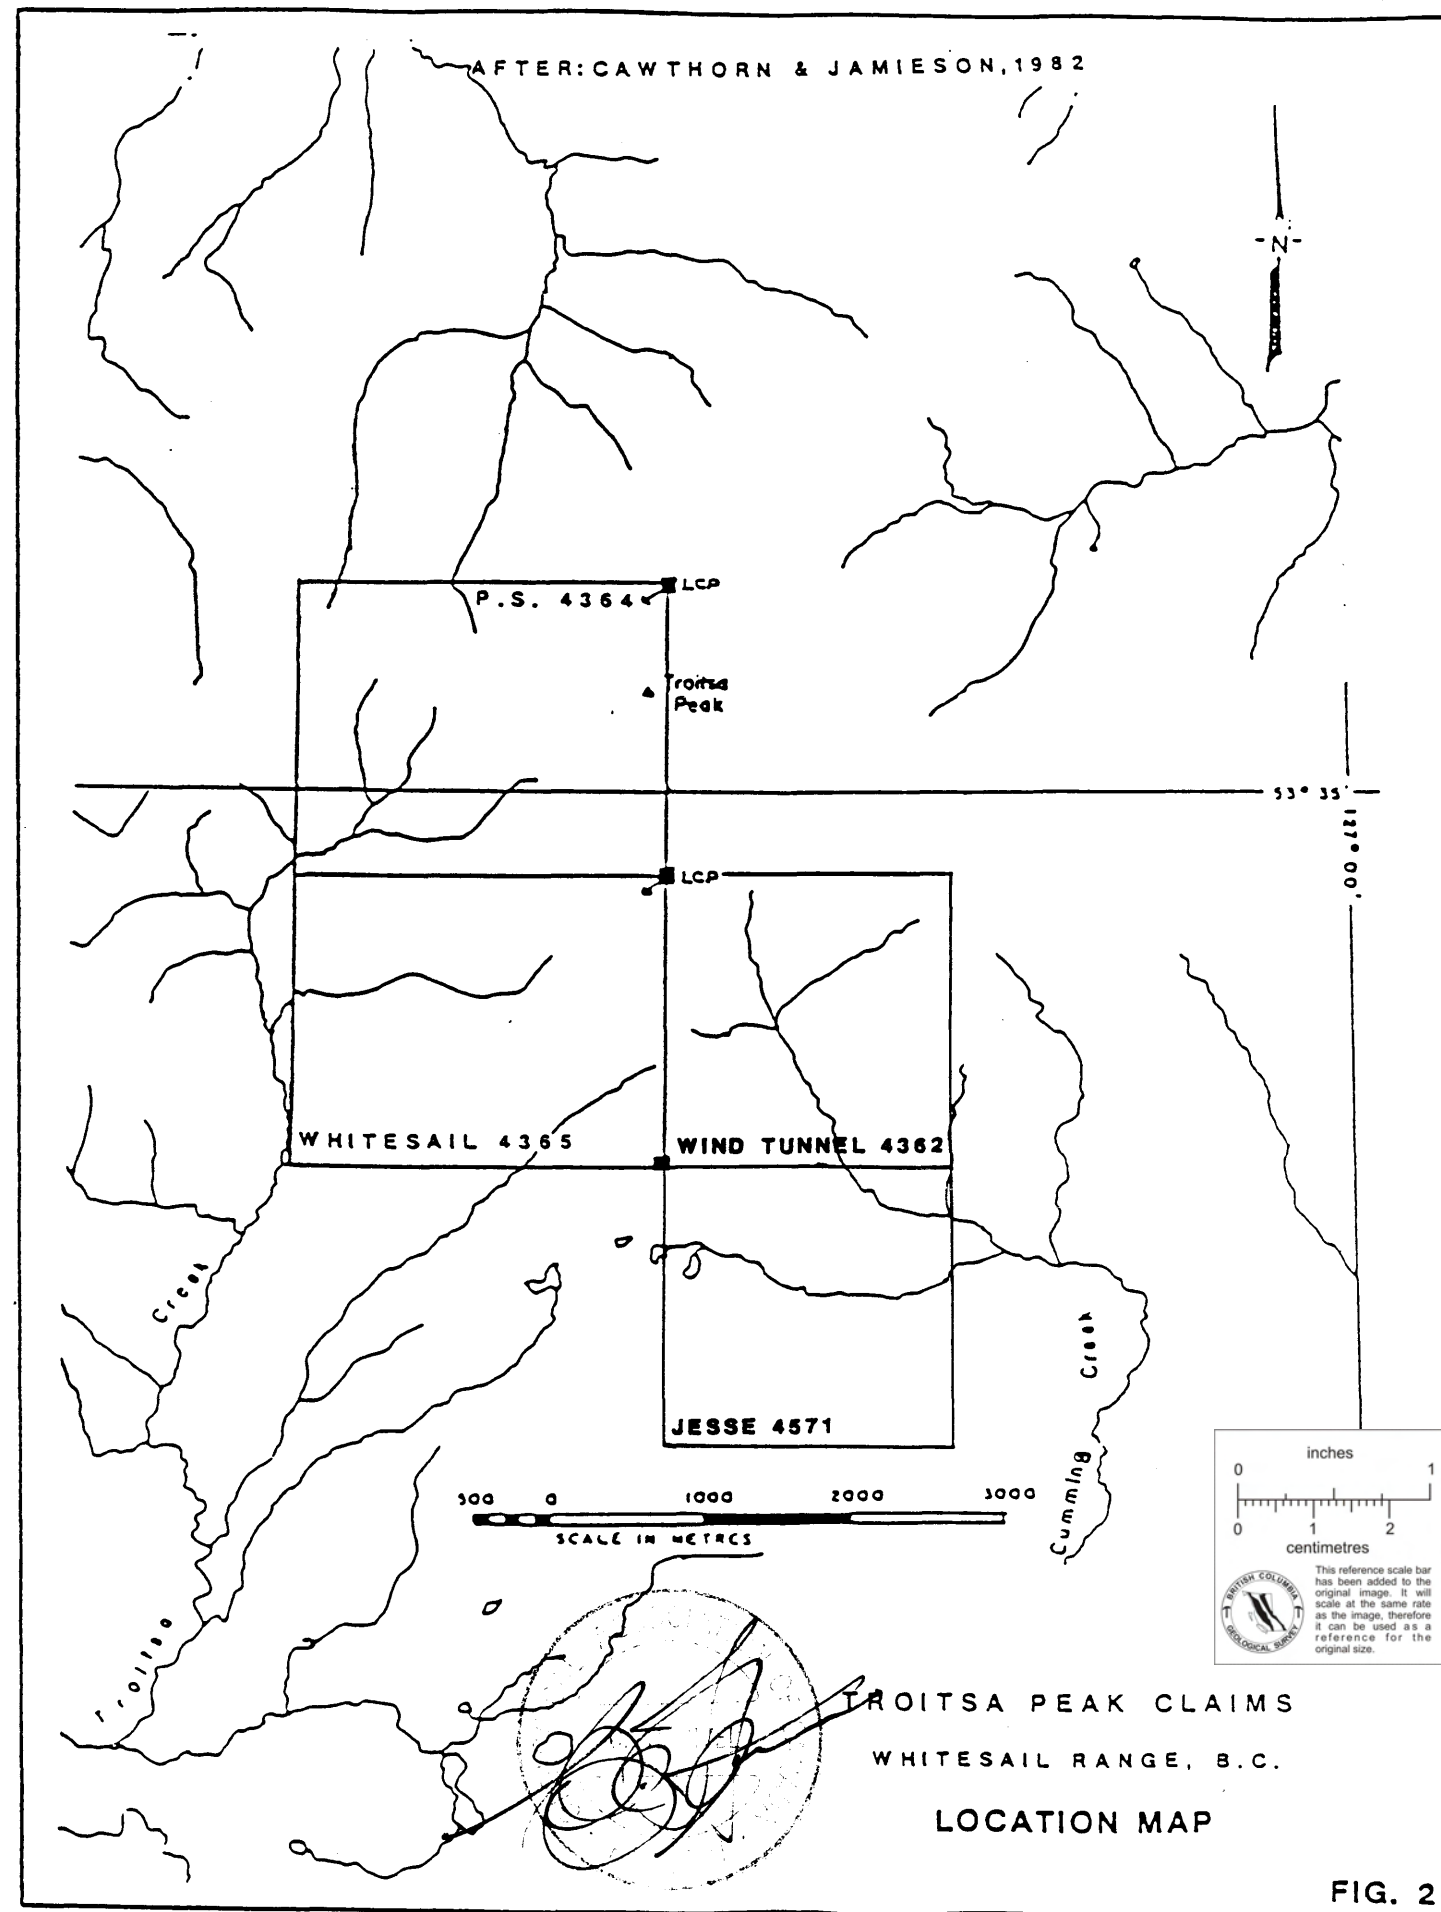 AFTER: CAWTHORN & JAMIESON, 1982
N
LCP
P.S. 4364
Troitsa
Peak
53° 35'
127° 00'
LCP
WHITESAIL 4365
WIND TUNNEL 4362
Creek
Creek
JESSE 4571
Cumming
500 0 1000 2000 3000
SCALE IN METRES
inches
0 1
0 1 2
centimetres
This reference scale bar
has been added to the
original image. It will
scale at the same rate
as the image, therefore
it can be used as a
reference for the
original size.
BRITISH COLUMBIA
GEOLOGICAL SURVEY
Troitsa
TROITSA PEAK CLAIMS
WHITESAIL RANGE, B.C.
LOCATION MAP
FIG. 2